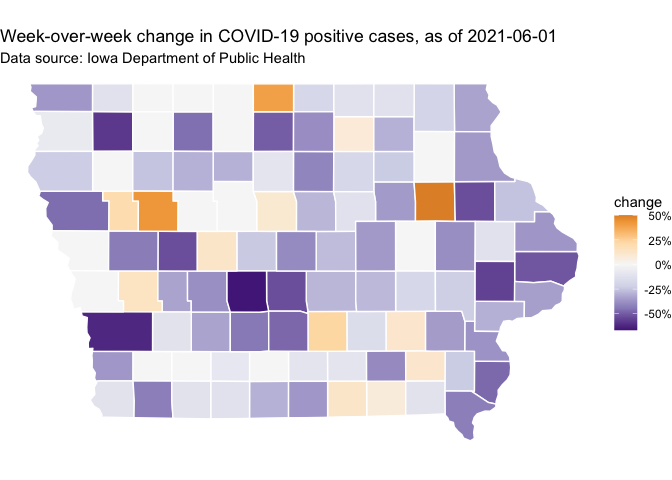 Week-over-week change in COVID-19 positive cases, as of 2021-06-01
Data source: Iowa Department of Public Health
change
50%
25%
0%
-25%
-50%